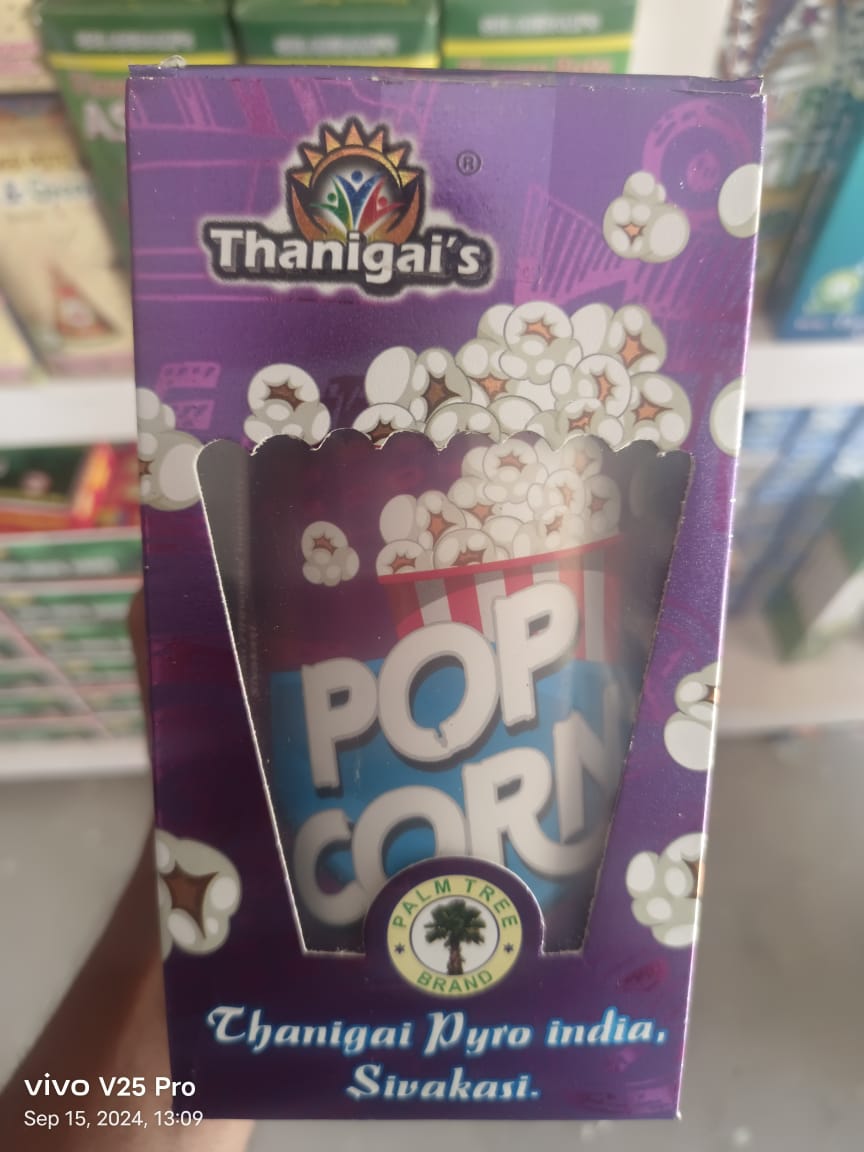 ®
Thanigai's
POP
CORN
PALM TREE
BRAND
Thanigai Pyro india,
Sivakasi.
vivo V25 Pro
Sep 15, 2024, 13:09